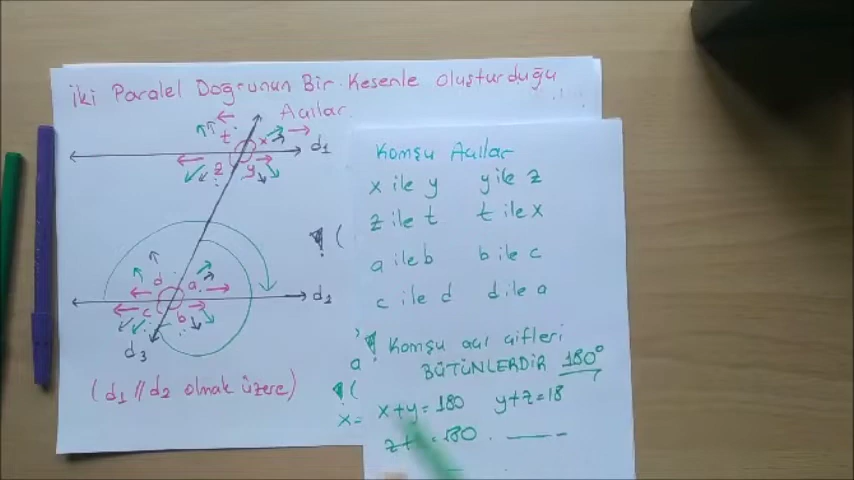 iki Paralel Doğrunun Bir Kesenle oluşturduğu
Açılar
t x d1
z y
d a
c b d2
d3
(d1 // d2 olmak üzere)
Komşu Açılar
x ile y y ile z
z ile t t ile x
a ile b b ile c
c ile d d ile a
! Komşu açı çiftleri
BÜTÜNLERDİR 180°
x+y=180 y+z=18
z+ 180
a
x=